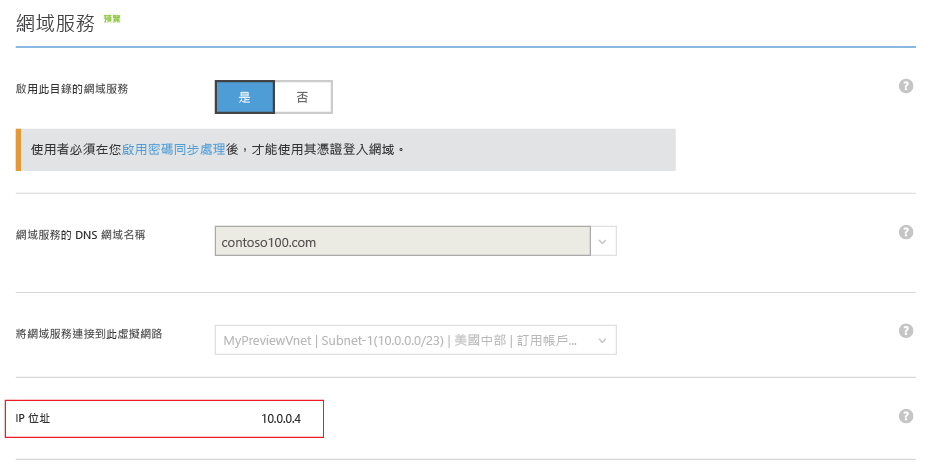 網域服務 預覽
啟用此目錄的網域服務 是 否 ?
使用者必須在您啟用密碼同步處理後，才能使用其憑證登入網域。
網域服務的 DNS 網域名稱 contoso100.com ?
將網域服務連接到此虛擬網路 MyPreviewVnet | Subnet-1(10.0.0.0/23) | 美國中部 | 訂用帳戶... ?
IP 位址 10.0.0.4 ?